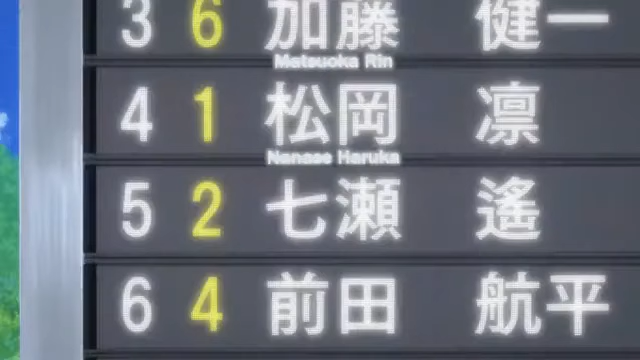 3 6 加藤 健一
Matsuoka Rin
4 1 松岡 凛
Nanase Haruka
5 2 七瀬 遙
6 4 前田 航平